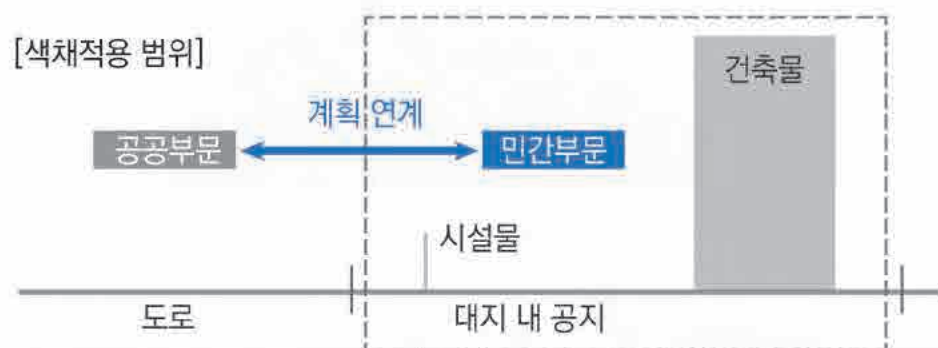 [색채적용 범위]
건축물
계획 연계
공공부문
민간부문
시설물
도로
대지 내 공지